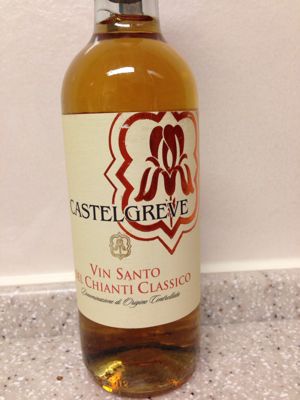 CASTELGREVE
VIN SANTO
DEL CHIANTI CLASSICO
Denominazione di Origine Controllata